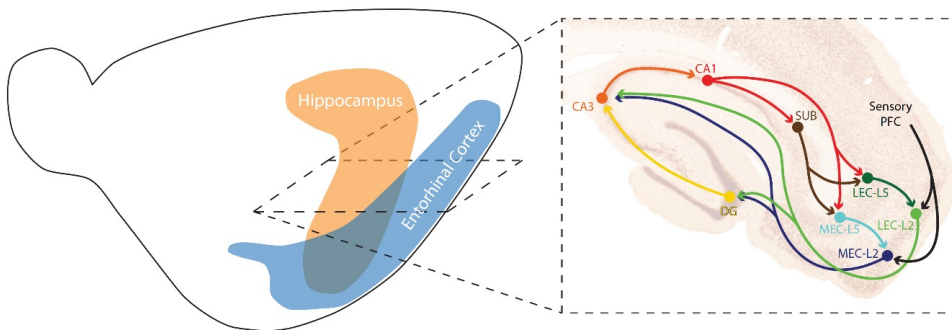 Hippocampus
Entorhinal Cortex
CA1
CA3
SUB
Sensory
PFC
LEC-L5
DG
MEC-L5
LEC-L2
MEC-L2